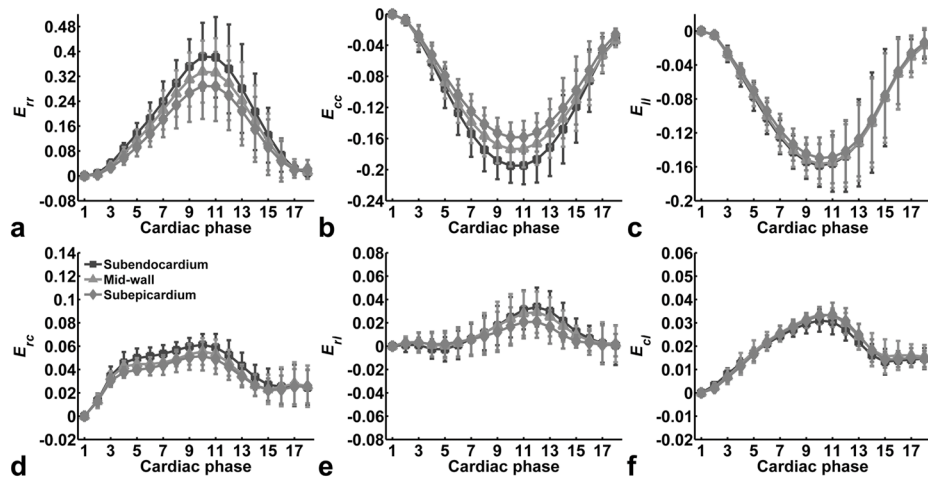 0.48
0.4
0.32
0.24
0.16
0.08
0
-0.08
Err
1 3 5 7 9 11 13 15 17
Cardiac phase
a
0
-0.04
-0.08
-0.12
-0.16
-0.2
-0.24
Ecc
1 3 5 7 9 11 13 15 17
Cardiac phase
b
0
-0.04
-0.08
-0.12
-0.16
-0.2
Ell
1 3 5 7 9 11 13 15 17
Cardiac phase
c
0.14
0.12
0.1
0.08
0.06
0.04
0.02
0
-0.02
Erc
Subendocardium
Mid-wall
Subepicardium
1 3 5 7 9 11 13 15 17
Cardiac phase
d
0.08
0.06
0.04
0.02
0
-0.02
-0.04
-0.06
-0.08
Erl
1 3 5 7 9 11 13 15 17
Cardiac phase
e
0.06
0.05
0.04
0.03
0.02
0.01
0
-0.01
-0.02
Ecl
1 3 5 7 9 11 13 15 17
Cardiac phase
f